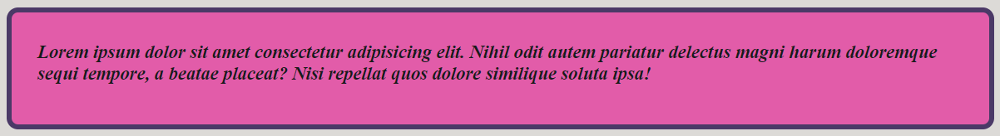 Lorem ipsum dolor sit amet consectetur adipisicing elit. Nihil odit autem pariatur delectus magni harum doloremque
sequi tempore, a beatae placeat? Nisi repellat quos dolore similique soluta ipsa!